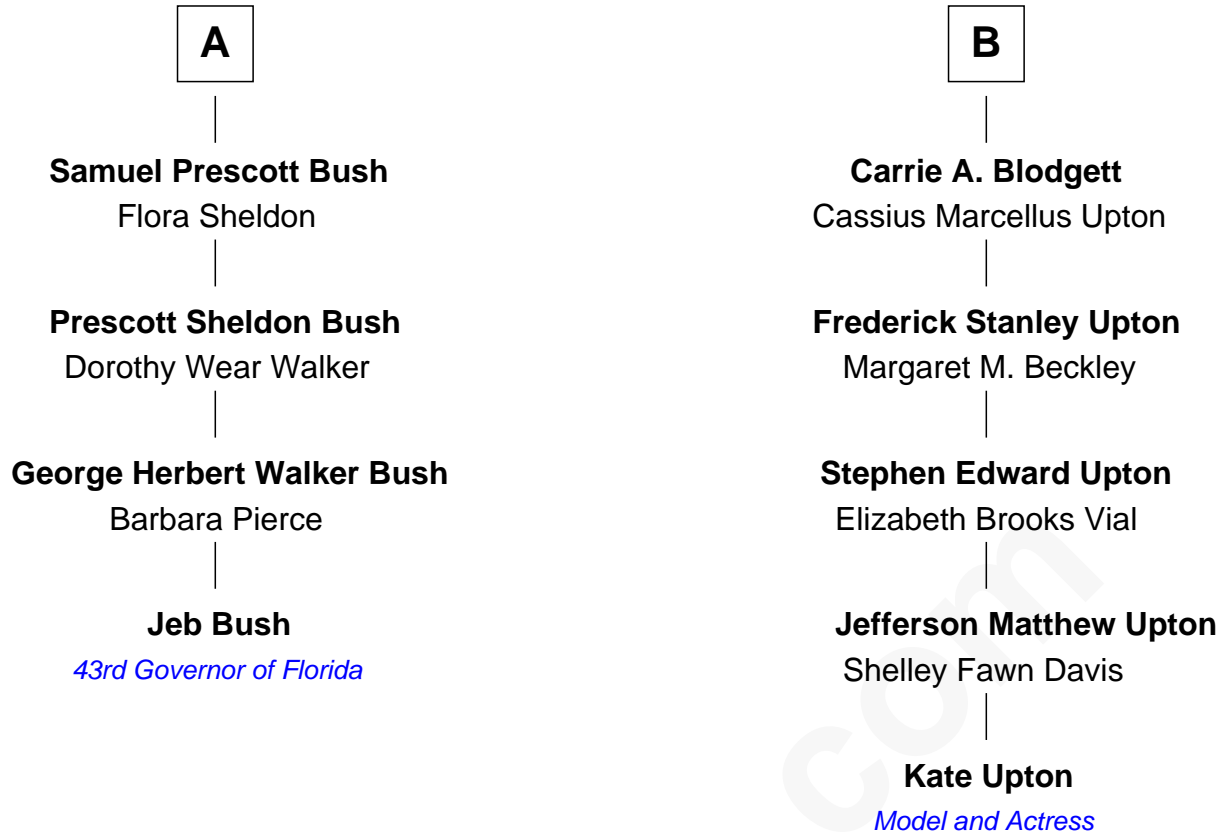 A
Samuel Prescott Bush
Flora Sheldon
Prescott Sheldon Bush
Dorothy Wear Walker
George Herbert Walker Bush
Barbara Pierce
Jeb Bush
43rd Governor of Florida
B
Carrie A. Blodgett
Cassius Marcellus Upton
Frederick Stanley Upton
Margaret M. Beckley
Stephen Edward Upton
Elizabeth Brooks Vial
Jefferson Matthew Upton
Shelley Fawn Davis
Kate Upton
Model and Actress
com